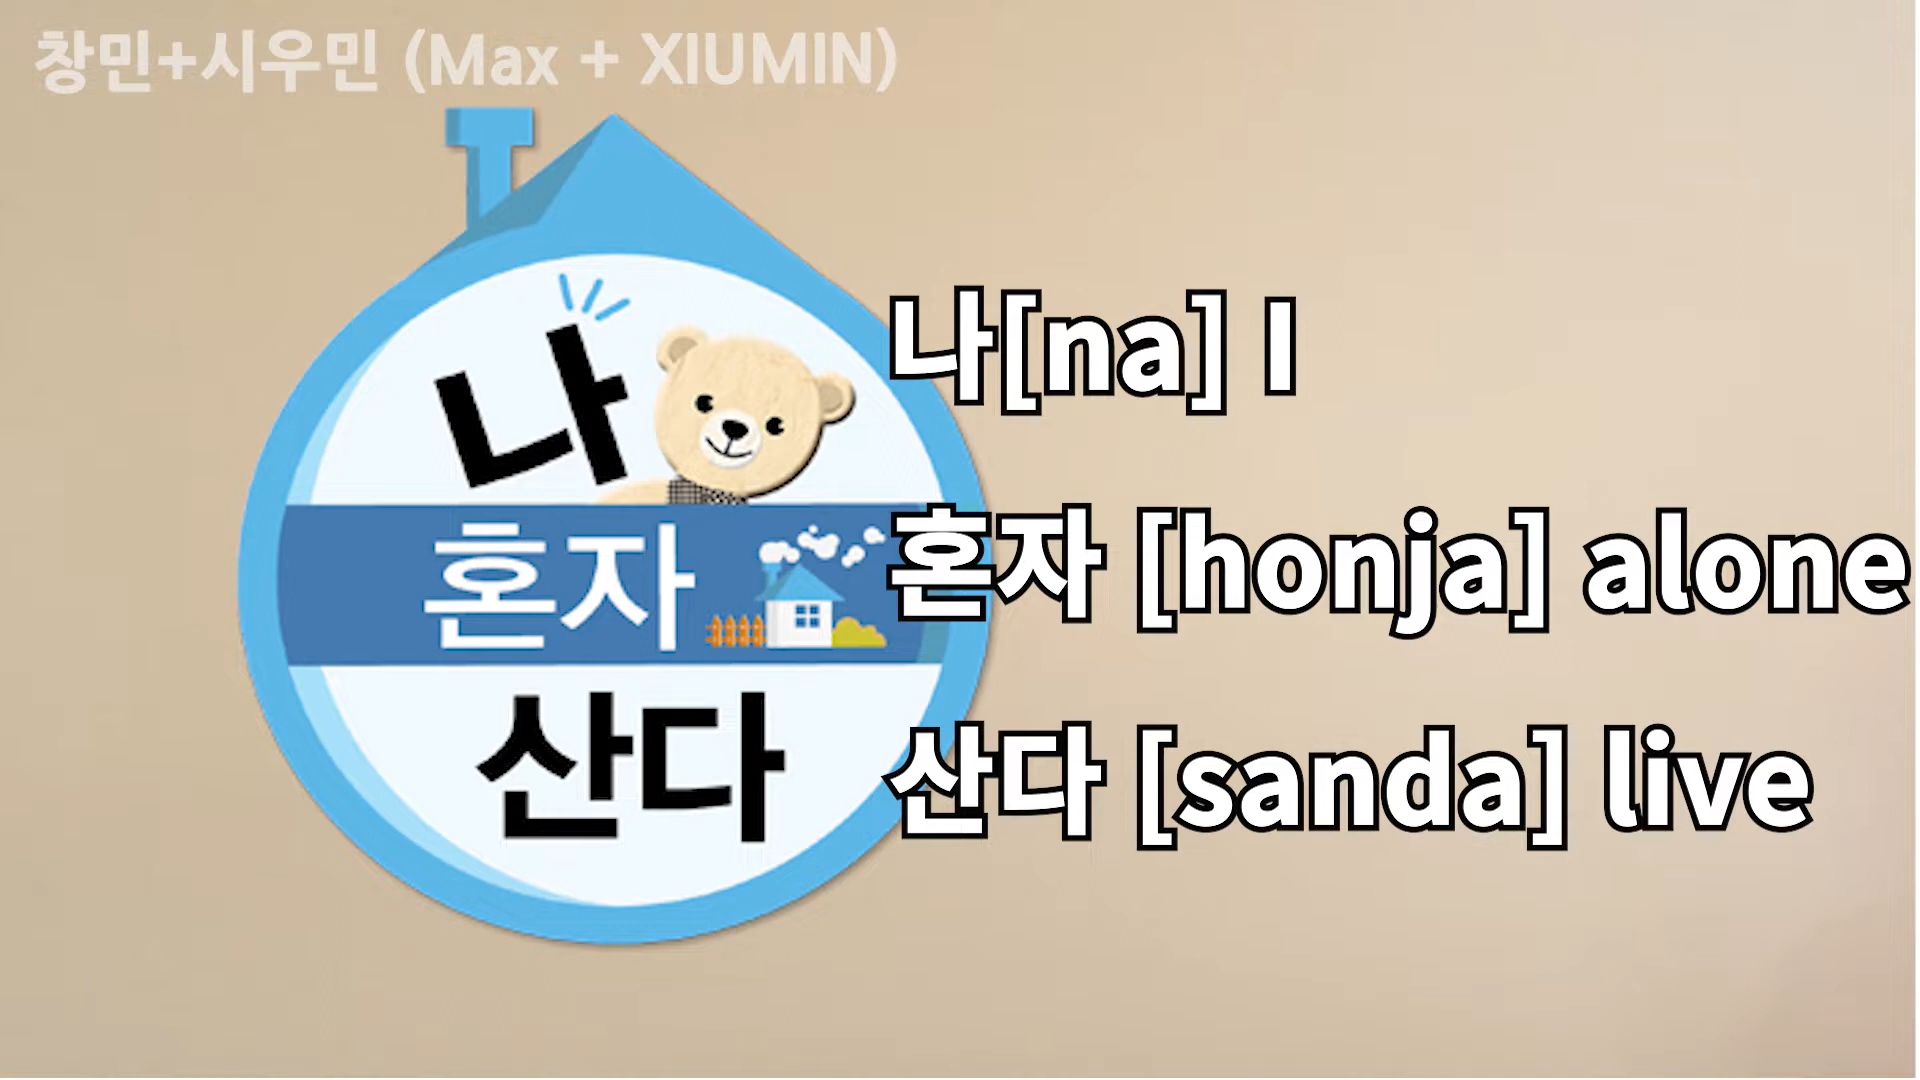 창민+시우민 (Max + XIUMIN)
나
혼자
산다
나[na] I
혼자 [honja] alone
산다 [sanda] live